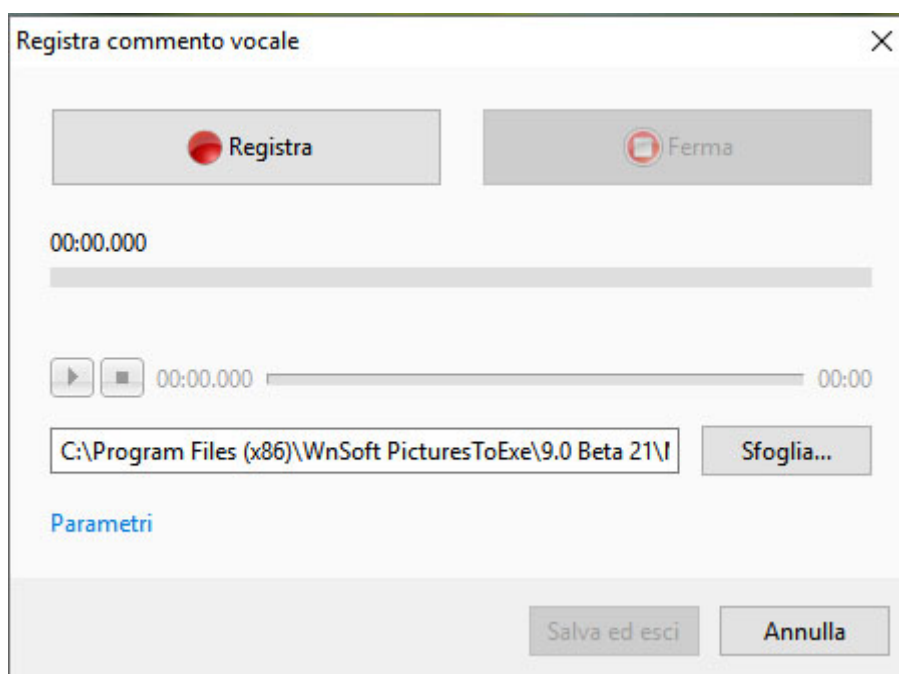 Registra commento vocale
Registra
Ferma
00:00.000
00:00.000
00:00
C:\Program Files (x86)\WnSoft PicturesToExe\9.0 Beta 21\
Sfoglia...
Parametri
Salva ed esci
Annulla